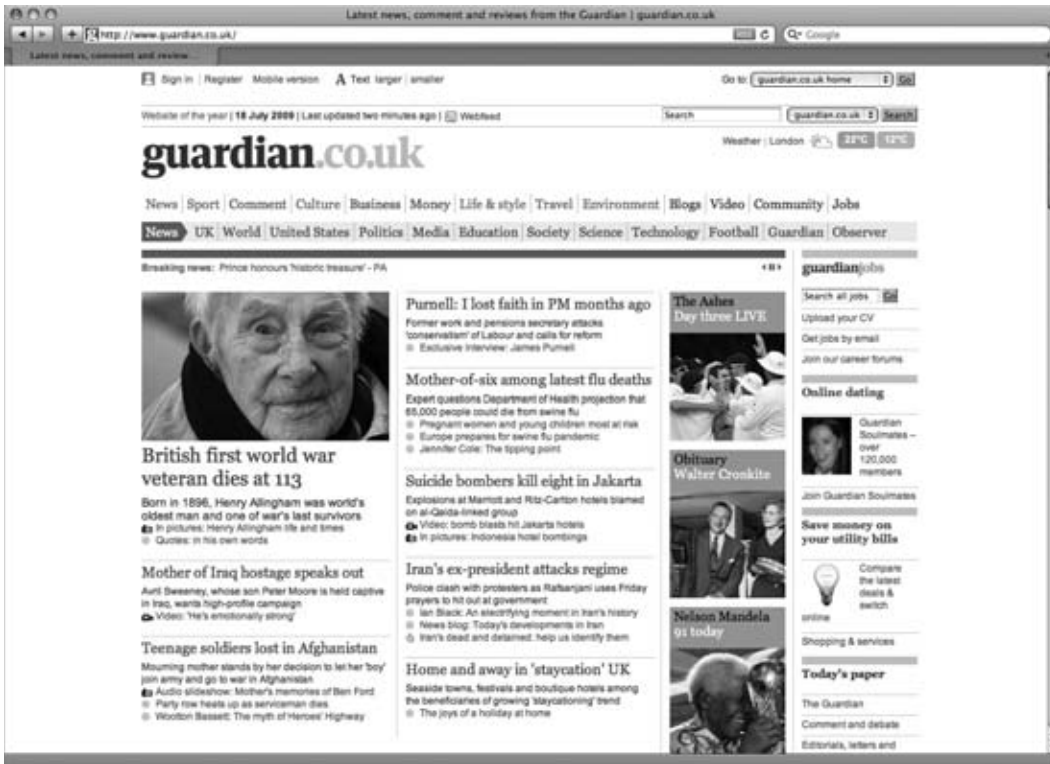 Latest news, comment and reviews from the Guardian | guardian.co.uk
http://www.guardian.co.uk/
Google
Latest news, comment and review...
Sign in | Register Mobile version A Text larger | smaller
Go to: guardian.co.uk home Go
Website of the year | 18 July 2009 | Last updated two minutes ago | Webfeed
Search guardian.co.uk Search
guardian.co.uk
Weather | London 22°C 12°C
News Sport Comment Culture Business Money Life & style Travel Environment Blogs Video Community Jobs
News UK World United States Politics Media Education Society Science Technology Football Guardian Observer
Breaking news: Prince honours 'historic treasure' - PA
British first world war
veteran dies at 113
Born in 1896, Henry Allingham was world's
oldest man and one of war's last survivors
In pictures: Henry Allingham life and times
Quotes: in his own words
Mother of Iraq hostage speaks out
Avril Sweeney, whose son Peter Moore is held captive
in Iraq, wants high-profile campaign
Video: 'He's emotionally strong'
Teenage soldiers lost in Afghanistan
Mourning mother stands by her decision to let her 'boy'
join army and go to war in Afghanistan
Audio slideshow: Mother's memories of Ben Ford
Party row heats up as serviceman dies
Wootton Bassett: The myth of Heroes' Highway
Purnell: I lost faith in PM months ago
Former work and pensions secretary attacks
'conservatism' of Labour and calls for reform
Exclusive interview: James Purnell
Mother-of-six among latest flu deaths
Expert questions Department of Health projection that
65,000 people could die from swine flu
Pregnant women and young children most at risk
Europe prepares for swine flu pandemic
Jennifer Cole: The tipping point
Suicide bombers kill eight in Jakarta
Explosions at Marriott and Ritz-Carlton hotels blamed
on al-Qaida-linked group
Video: bomb blasts hit Jakarta hotels
In pictures: Indonesia hotel bombings
Iran's ex-president attacks regime
Police clash with protesters as Rafsanjani uses Friday
prayers to hit out at government
Ian Black: An electrifying moment in Iran's history
News blog: Today's developments in Iran
Iran's dead and detained: help us identify them
Home and away in 'staycation' UK
Seaside towns, festivals and boutique hotels among
the beneficiaries of growing 'staycationing' trend
The joys of a holiday at home
The Ashes
Day three LIVE
Obituary
Walter Cronkite
Nelson Mandela
91 today
guardianjobs
Search all jobs Go
Upload your CV
Get jobs by email
Join our career forums
Online dating
Guardian
Soulmates –
over
120,000
members
Join Guardian Soulmates
Save money on
your utility bills
Compare
the latest
deals &
switch
online
Shopping & services
Today's paper
The Guardian
Comment and debate
Editorials, letters and